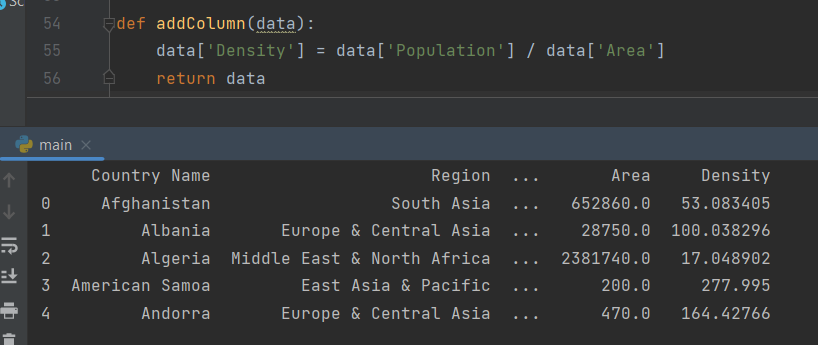 Sc
54 def addColumn(data):
55 data['Density'] = data['Population'] / data['Area']
56 return data
main
Country Name Region ... Area Density
0 Afghanistan South Asia ... 652860.0 53.083405
1 Albania Europe & Central Asia ... 28750.0 100.038296
2 Algeria Middle East & North Africa ... 2381740.0 17.048902
3 American Samoa East Asia & Pacific ... 200.0 277.995
4 Andorra Europe & Central Asia ... 470.0 164.42766